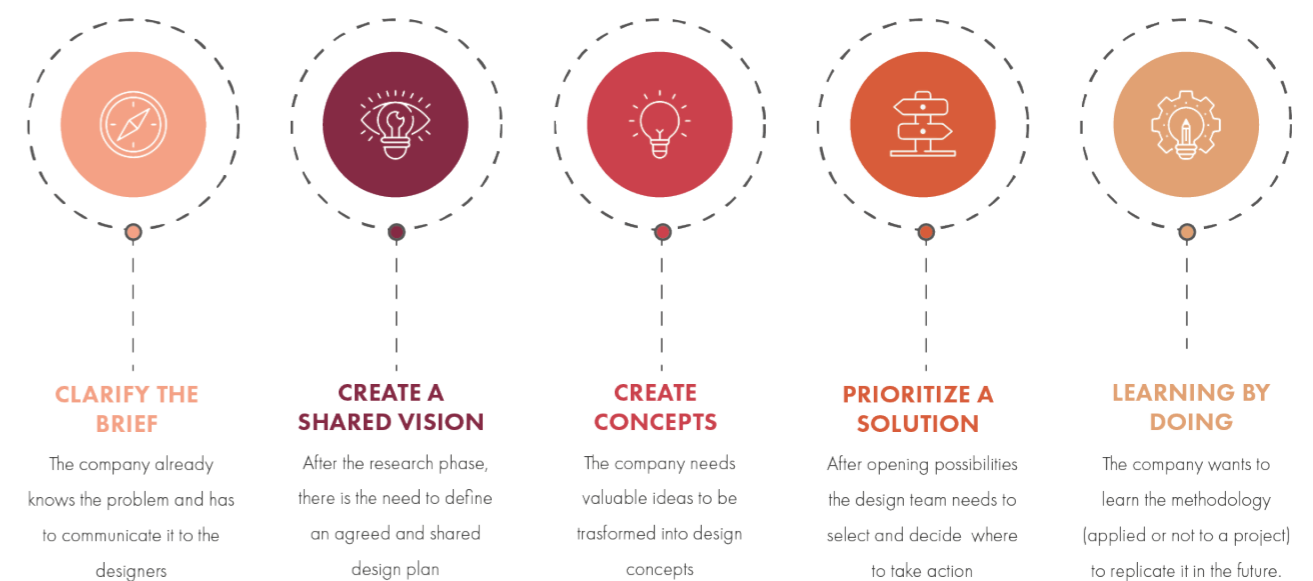 CLARIFY THE
BRIEF
The company already
knows the problem and has
to communicate it to the
designers
CREATE A
SHARED VISION
After the research phase,
there is the need to define
an agreed and shared
design plan
CREATE
CONCEPTS
The company needs
valuable ideas to be
trasformed into design
concepts
PRIORITIZE A
SOLUTION
After opening possibilities
the design team needs to
select and decide where
to take action
LEARNING BY
DOING
The company wants to
learn the methodology
(applied or not to a project)
to replicate it in the future.